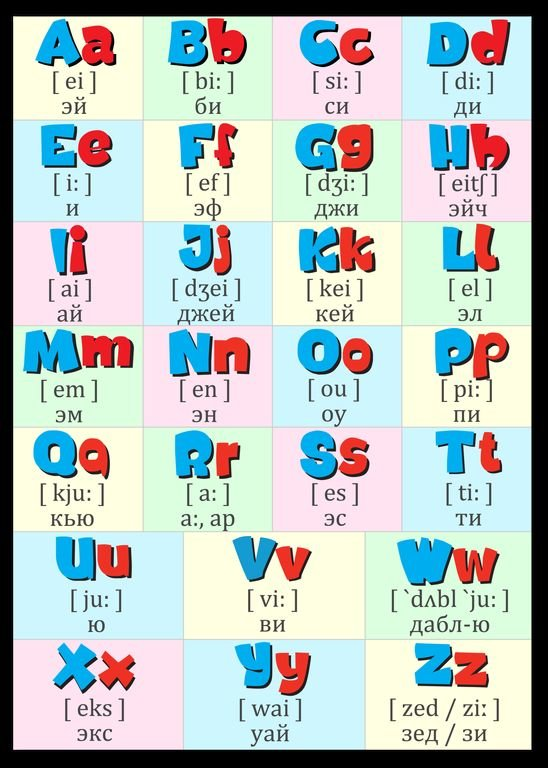 Aa Bb Cc Dd
[ ei ] [ bi: ] [ si: ] [ di: ]
эй би си ди
Ee Ff Gg Hh
[ i: ] [ ef ] [ dʒi: ] [ eitʃ ]
и эф джи эйч
Ii Jj Kk Ll
[ ai ] [ dʒei ] [ kei ] [ el ]
ай джей кей эл
Mm Nn Oo Pp
[ em ] [ en ] [ ou ] [ pi: ]
эм эн оу пи
Qq Rr Ss Tt
[ kju: ] [ a: ] [ es ] [ ti: ]
кью а:, ар эс ти
Uu Vv Ww
[ ju: ] [ vi: ] [ `dʌbl `ju: ]
ю ви дабл-ю
Xx Yy Zz
[ eks ] [ wai ] [ zed / zi: ]
экс уай зед / зи